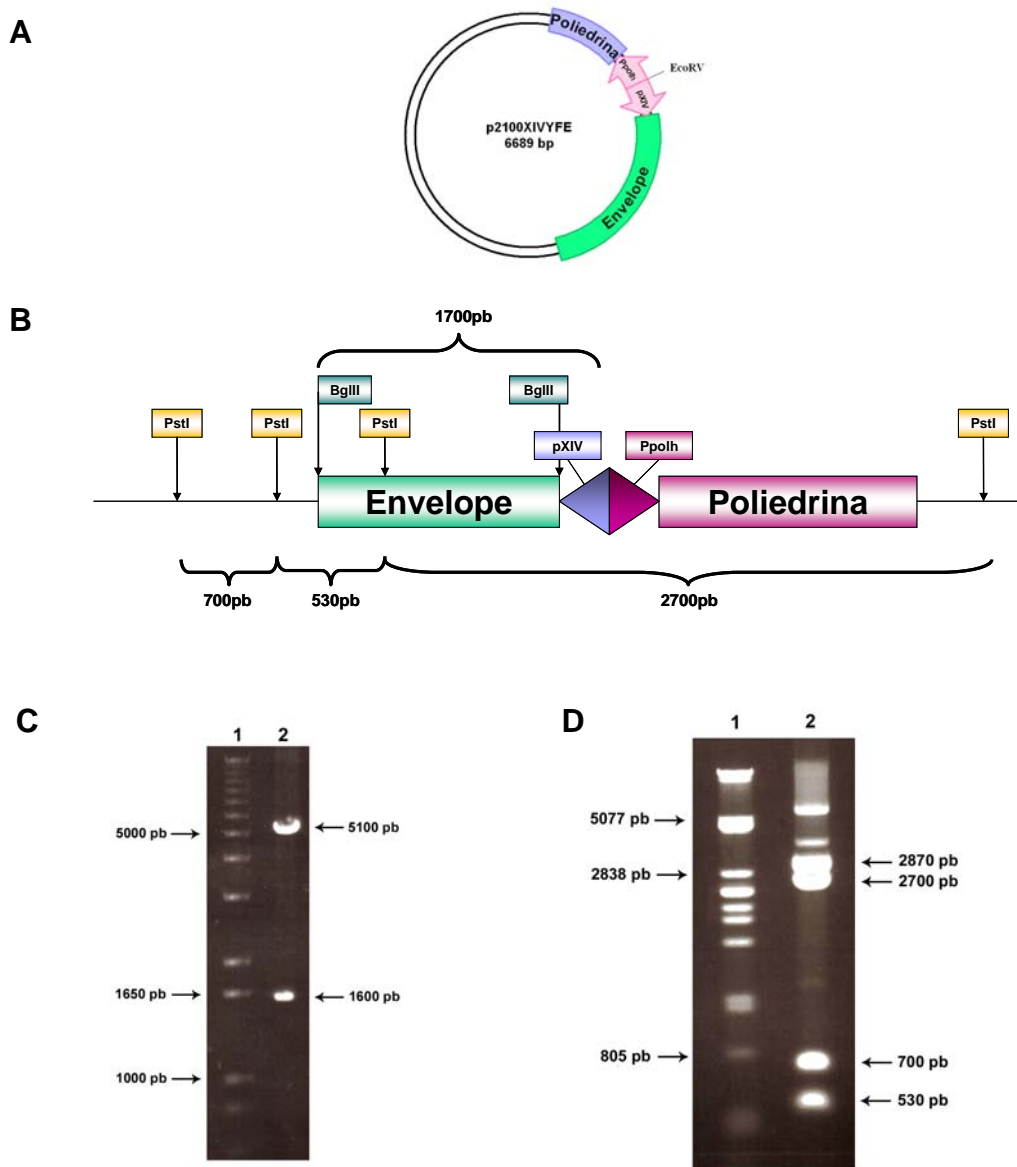 A
Poliedrina
Ppolh
EcoRV
pXIV
p2100XIVYFE
6689 bp
Envelope
B
1700pb
BglII
BglII
PstI
PstI
PstI
PstI
pXIV
Ppolh
Envelope
Poliedrina
700pb
530pb
2700pb
C
1
2
5000 pb
5100 pb
1650 pb
1600 pb
1000 pb
D
1
2
5077 pb
2838 pb
2870 pb
2700 pb
805 pb
700 pb
530 pb